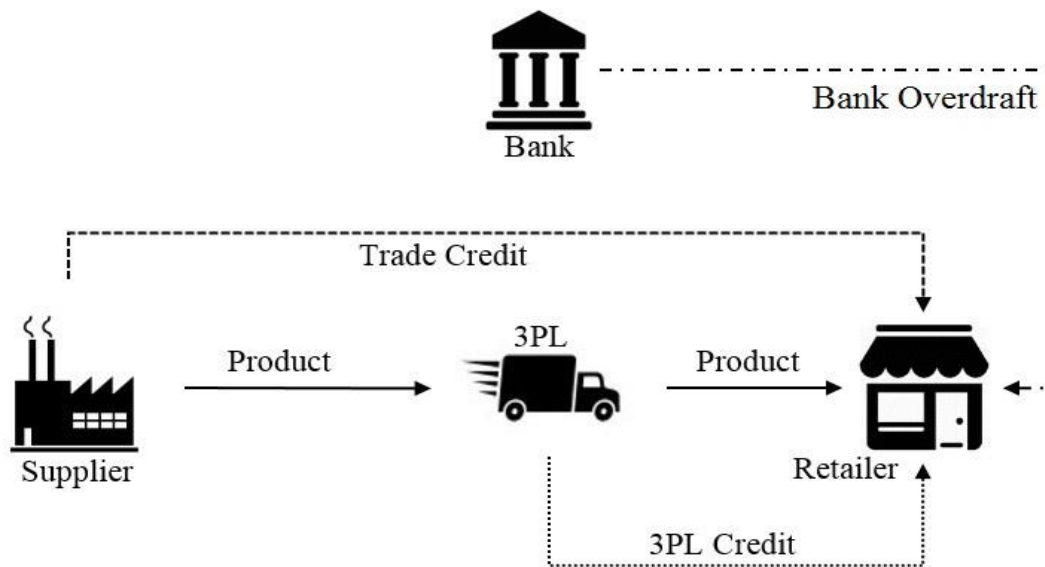 Bank Overdraft
Bank
Trade Credit
3PL
Product
Product
Supplier
Retailer
3PL Credit